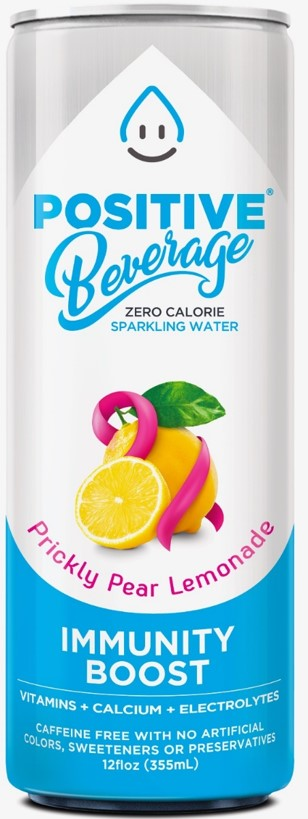 POSITIVE®
Beverage
ZERO CALORIE
SPARKLING WATER
Prickly Pear Lemonade
IMMUNITY
BOOST
VITAMINS + CALCIUM + ELECTROLYTES
CAFFEINE FREE WITH NO ARTIFICIAL
COLORS, SWEETENERS OR PRESERVATIVES
12floz (355mL)